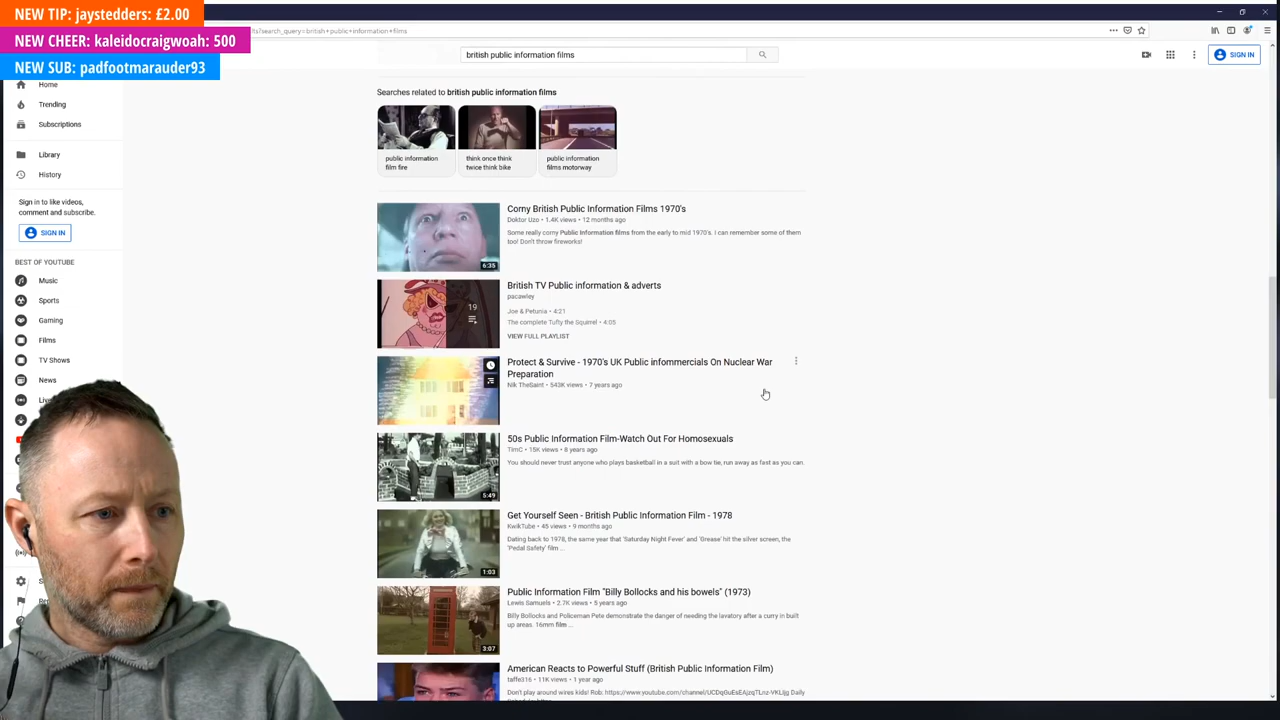 NEW TIP: jaystedders: £2.00
NEW CHEER: kaleidocraigwoah: 500
NEW SUB: padfootmarauder93
ts?search_query=british+public+information+films
british public information films
SIGN IN
Home
Trending
Subscriptions
Library
History
Sign in to like videos,
comment and subscribe.
SIGN IN
BEST OF YOUTUBE
Music
Sports
Gaming
Films
TV Shows
News
Searches related to british public information films
public information
film fire
think once think
twice think bike
public information
films motorway
Corny British Public Information Films 1970's
Doktor Uzo • 1.4K views • 12 months ago
Some really corny Public Information films from the early to mid 1970's. I can remember some of them
too! Don't throw fireworks!
6:35
British TV Public information & adverts
pacawley
Joe & Petunia • 4:21
The complete Tufty the Squirrel • 4:05
VIEW FULL PLAYLIST
19
Protect & Survive - 1970's UK Public infommercials On Nuclear War
Preparation
Nik TheSaint • 543K views • 7 years ago
50s Public Information Film-Watch Out For Homosexuals
TimC • 15K views • 8 years ago
You should never trust anyone who plays basketball in a suit with a bow tie, run away as fast as you can.
5:49
Get Yourself Seen - British Public Information Film - 1978
KwikTube • 45 views • 9 months ago
Dating back to 1978, the same year that 'Saturday Night Fever' and 'Grease' hit the silver screen, the
'Pedal Safety' film ...
1:03
Public Information Film "Billy Bollocks and his bowels" (1973)
Lewis Samuels • 2.7K views • 5 years ago
Billy Bollocks and Policeman Pete demonstrate the danger of needing the lavatory after a curry in built
up areas. 16mm film ...
3:07
American Reacts to Powerful Stuff (British Public Information Film)
taffe316 • 11K views • 1 year ago